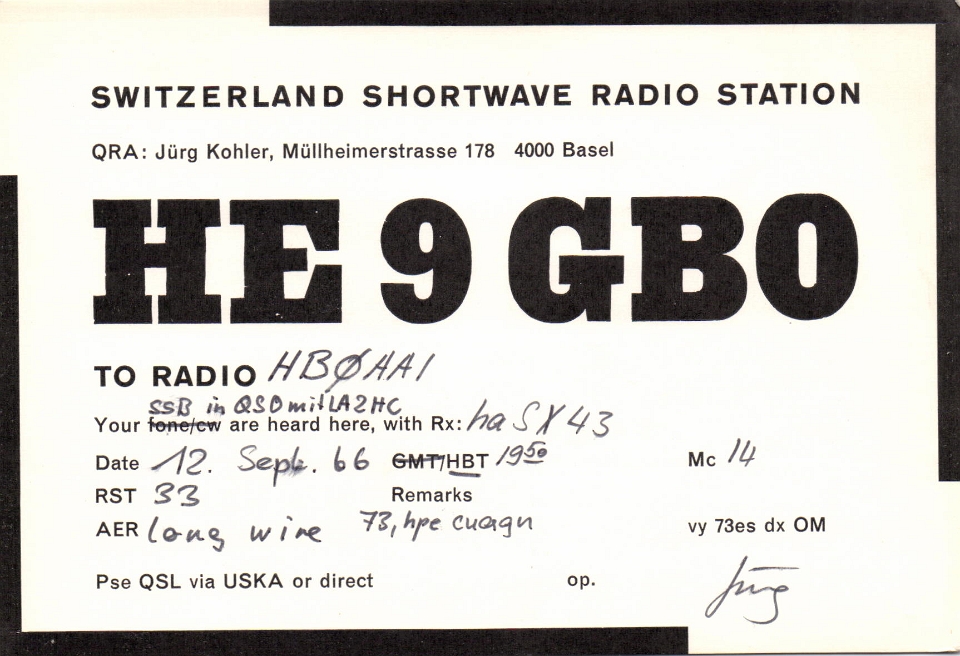 SWITZERLAND SHORTWAVE RADIO STATION
QRA: Jürg Kohler, Müllheimerstrasse 178 4000 Basel
HE 9 GBO
TO RADIO HBØAAI
SSB in QSO mit LA2HC
Your fone/cw are heard here, with Rx: ha SX 43
Date 12. Sept. 66 GMT/HBT 19⁵⁰ Mc 14
RST 33 Remarks
AER long wire 73, hpe cuagn vy 73es dx OM
Pse QSL via USKA or direct op. Jürg